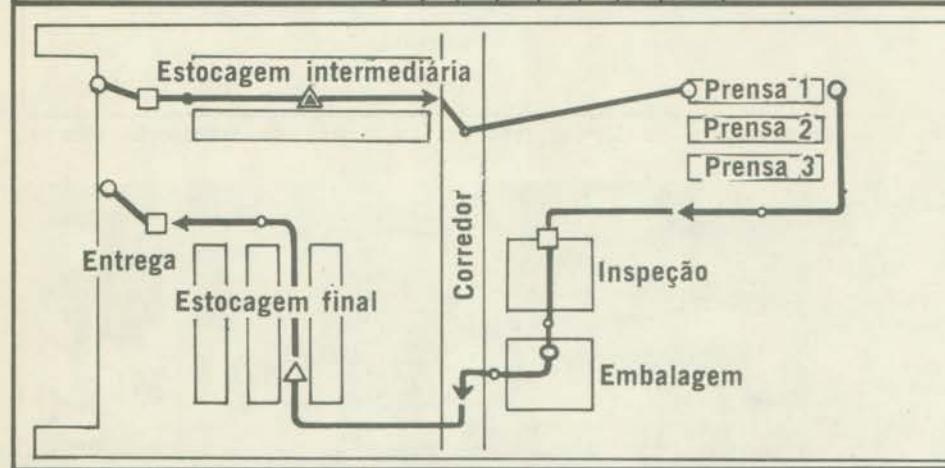 Estocagem intermediária
Prensa 1
Prensa 2
Prensa 3
Corredor
Entrega
Estocagem final
Inspeção
Embalagem